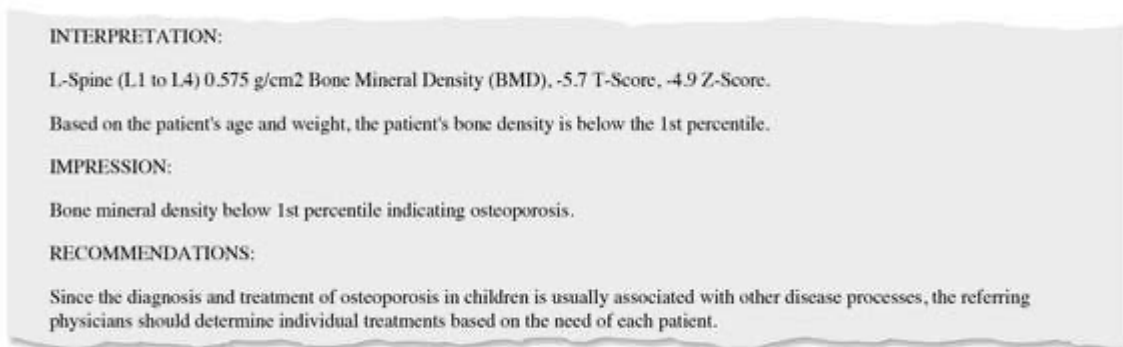 INTERPRETATION:
L-Spine (L1 to L4) 0.575 g/cm2 Bone Mineral Density (BMD), -5.7 T-Score, -4.9 Z-Score.
Based on the patient's age and weight, the patient's bone density is below the 1st percentile.
IMPRESSION:
Bone mineral density below 1st percentile indicating osteoporosis.
RECOMMENDATIONS:
Since the diagnosis and treatment of osteoporosis in children is usually associated with other disease processes, the referring
physicians should determine individual treatments based on the need of each patient.